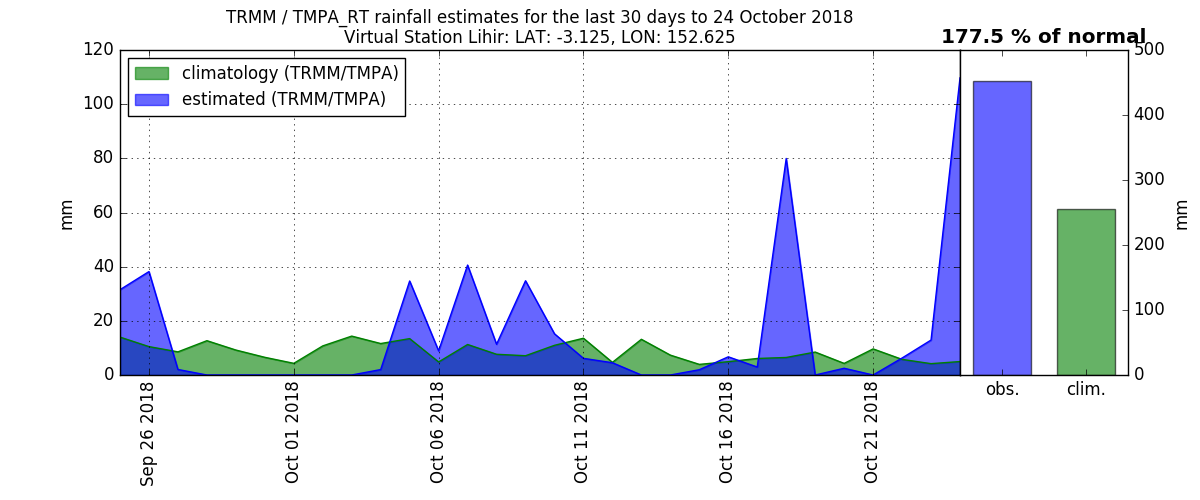 TRMM / TMPA_RT rainfall estimates for the last 30 days to 24 October 2018
Virtual Station Lihir: LAT: -3.125, LON: 152.625
177.5 % of normal
climatology (TRMM/TMPA)
estimated (TRMM/TMPA)
mm
120
100
80
60
40
20
0
Sep 26 2018
Oct 01 2018
Oct 06 2018
Oct 11 2018
Oct 16 2018
Oct 21 2018
500
400
300
200
100
0
mm
obs.
clim.